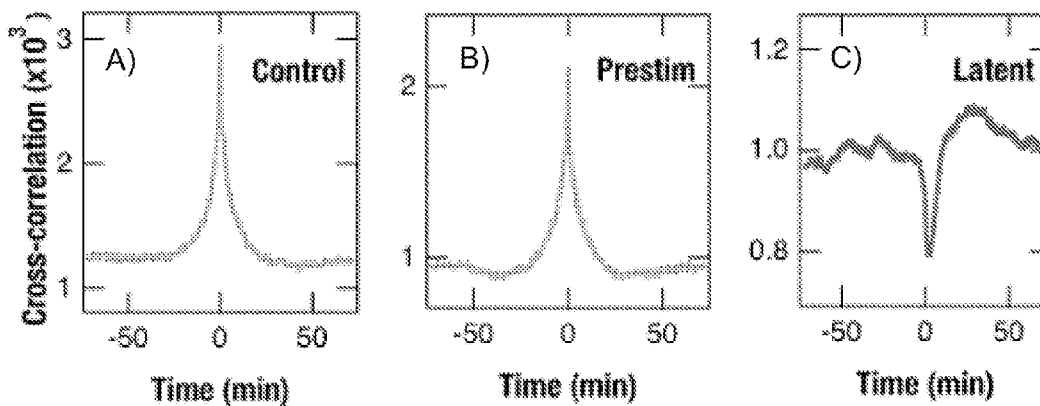 Cross-correlation (x10³)
A)
Control
3
2
1
-50 0 50
Time (min)
B)
Prestim
2
1
-50 0 50
Time (min)
C)
Latent
1.2
1.0
0.8
-50 0 50
Time (min)